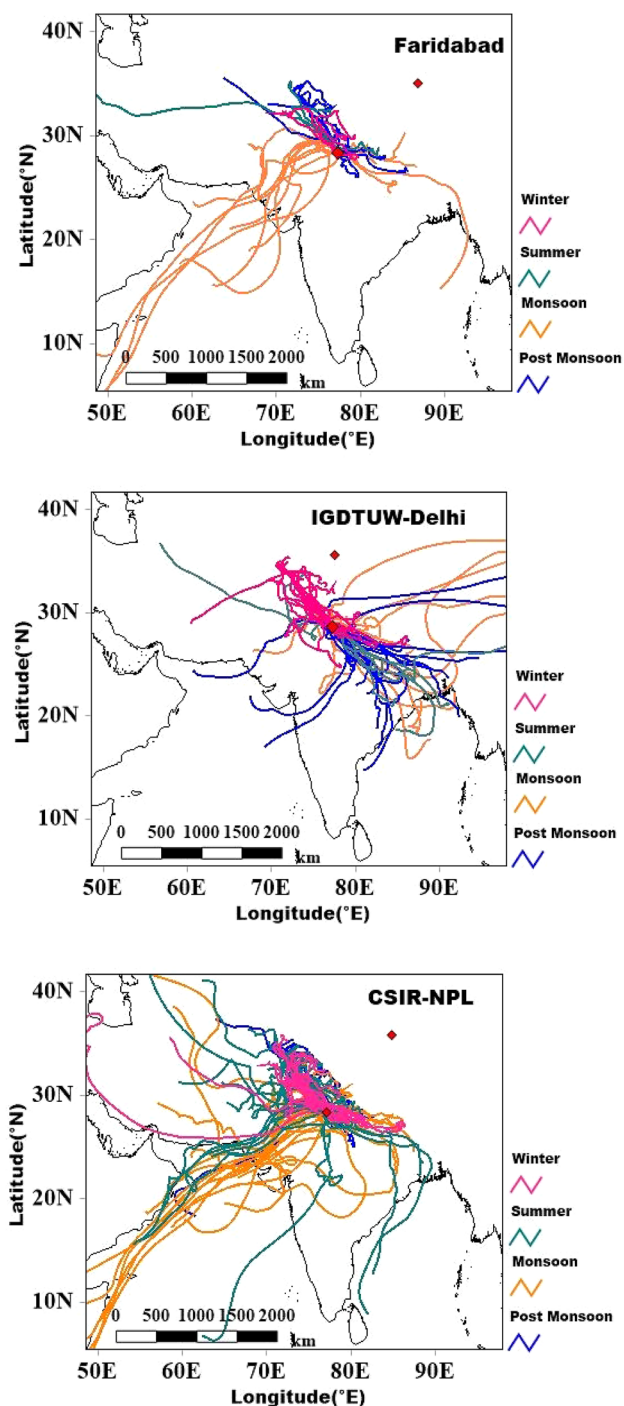 Faridabad
40N
30N
20N
10N
Latitude(°N)
0 500 1000 1500 2000
km
50E 60E 70E 80E 90E
Longitude(°E)
Winter
Summer
Monsoon
Post Monsoon
IGDTUW-Delhi
40N
30N
20N
10N
Latitude(°N)
0 500 1000 1500 2000
km
50E 60E 70E 80E 90E
Longitude(°E)
Winter
Summer
Monsoon
Post Monsoon
CSIR-NPL
40N
30N
20N
10N
Latitude(°N)
0 500 1000 1500 2000
km
50E 60E 70E 80E 90E
Longitude(°E)
Winter
Summer
Monsoon
Post Monsoon